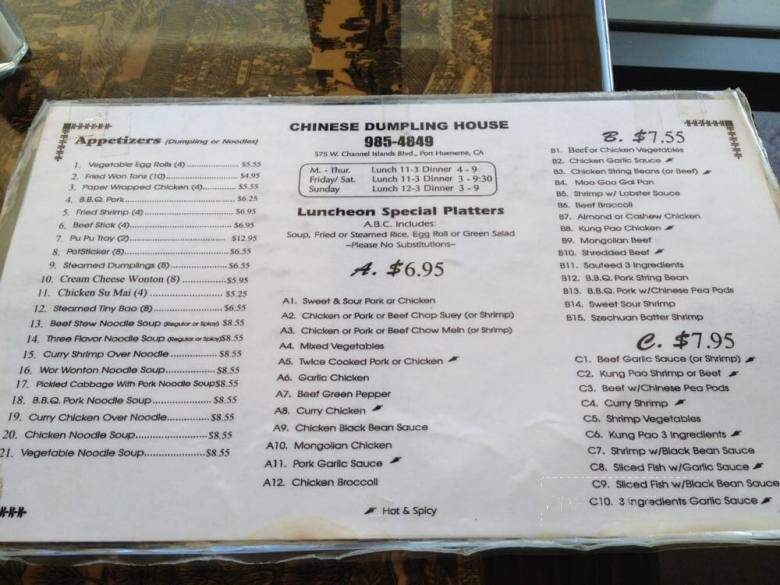 Appetizers (Dumpling or Noodles)
1. Vegetable Egg Rolls (4) $5.55
2. Fried Won Tons (10) $4.95
3. Paper Wrapped Chicken (4) $5.55
4. B.B.Q. Pork $6.25
5. Fried Shrimp (4) $6.95
6. Beef Stick (4) $6.95
7. Pu Pu Tray (2) $12.95
8. PotSticker (8) $6.55
9. Steamed Dumplings (8) $6.55
10. Cream Cheese Wonton (8) $5.95
11. Chicken Su Mai (4) $5.25
12. Steamed Tiny Bao (8) $6.55
13. Beef Stew Noodle Soup (Regular or Spicy) $8.55
14. Three Flavor Noodle Soup (Regular or Spicy) $8.55
15. Curry Shrimp Over Noodle $8.55
16. Wor Wonton Noodle Soup $8.55
17. Pickled Cabbage With Pork Noodle Soup $8.55
18. B.B.Q. Pork Noodle Soup $8.55
19. Curry Chicken Over Noodle $8.55
20. Chicken Noodle Soup $8.55
21. Vegetable Noodle Soup $8.55
CHINESE DUMPLING HOUSE
985-4849
575 W. Channel Islands Blvd., Port Hueneme, CA
M. - Thur. Lunch 11-3 Dinner 4 - 9
Friday/ Sat. Lunch 11-3 Dinner 3 - 9:30
Sunday Lunch 12-3 Dinner 3 - 9
Luncheon Special Platters
A.B.C. Includes:
Soup, Fried or Steamed Rice, Egg Roll or Green Salad
~Please No Substitutions~
A. $6.95
A1. Sweet & Sour Pork or Chicken
A2. Chicken or Pork or Beef Chop Suey (or Shrimp)
A3. Chicken or Pork or Beef Chow Mein (or Shrimp)
A4. Mixed Vegetables
A5. Twice Cooked Pork or Chicken
A6. Garlic Chicken
A7. Beef Green Pepper
A8. Curry Chicken
A9. Chicken Black Bean Sauce
A10. Mongolian Chicken
A11. Pork Garlic Sauce
A12. Chicken Broccoli
Hot & Spicy
B. $7.55
B1. Beef or Chicken Vegetables
B2. Chicken Garlic Sauce
B3. Chicken String Beans (or Beef)
B4. Moo Goo Gai Pan
B5. Shrimp w/ Lobster Sauce
B6. Beef Broccoli
B7. Almond or Cashew Chicken
B8. Kung Pao Chicken
B9. Mongolian Beef
B10. Shredded Beef
B11. Sauteed 3 Ingredients
B12. B.B.Q. Pork String Bean
B13. B.B.Q. Pork w/Chinese Pea Pods
B14. Sweet Sour Shrimp
B15. Szechuan Batter Shrimp
C. $7.95
C1. Beef Garlic Sauce (or Shrimp)
C2. Kung Pao Shrimp or Beef
C3. Beef w/Chinese Pea Pods
C4. Curry Shrimp
C5. Shrimp Vegetables
C6. Kung Pao 3 Ingredients
C7. Shrimp w/Black Bean Sauce
C8. Sliced Fish w/Garlic Sauce
C9. Sliced Fish w/Black Bean Sauce
C10. 3 Ingredients Garlic Sauce